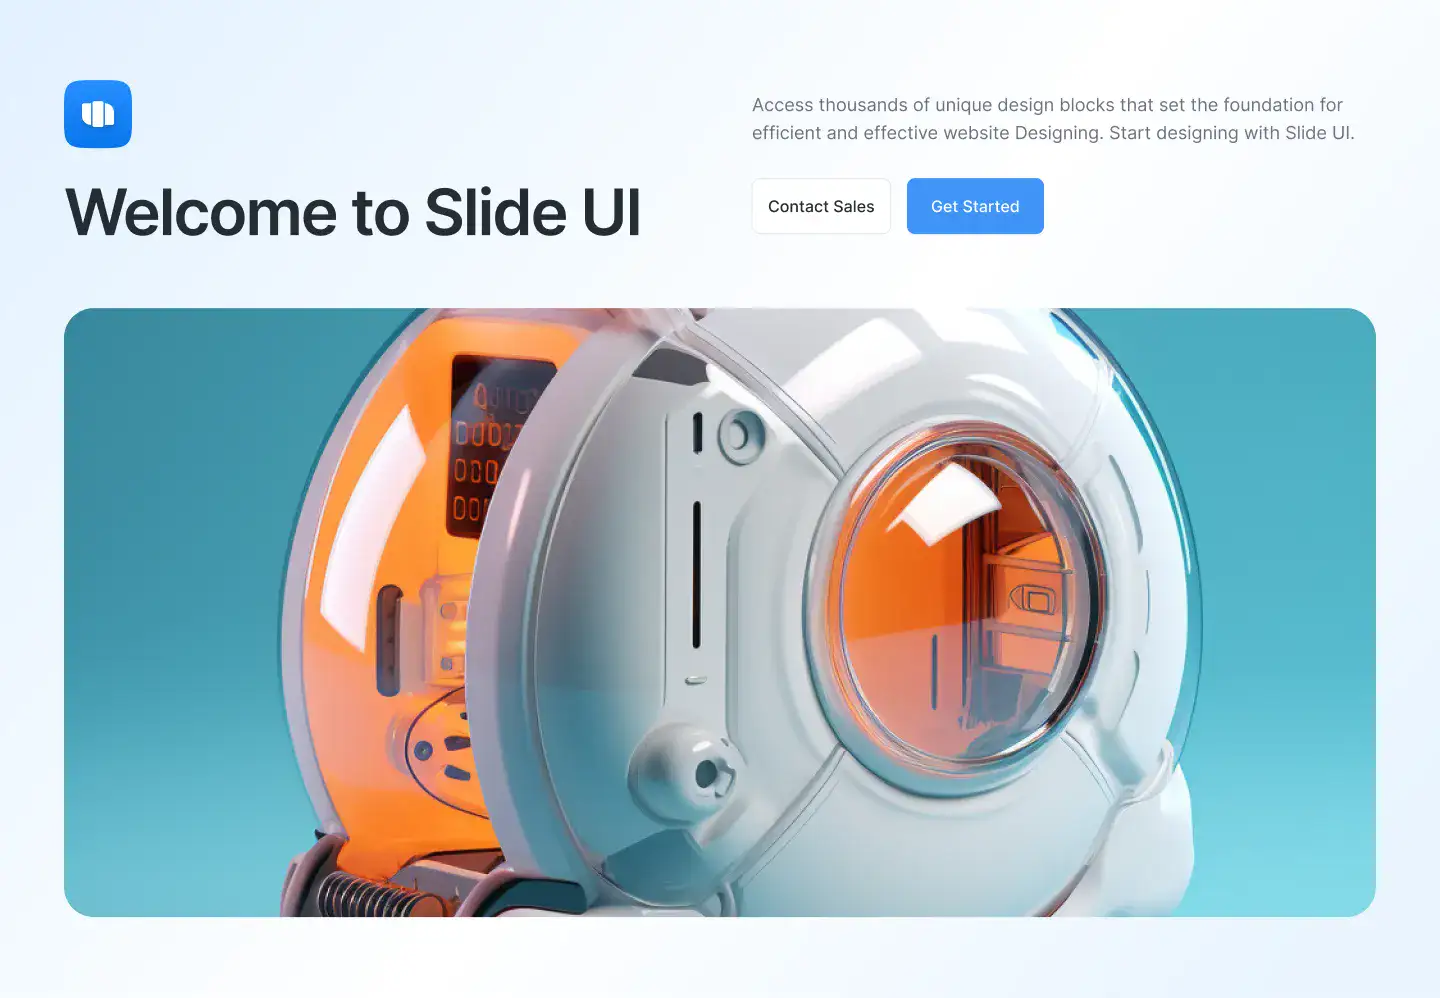 Welcome to Slide UI
Access thousands of unique design blocks that set the foundation for
efficient and effective website Designing. Start designing with Slide UI.
Contact Sales
Get Started